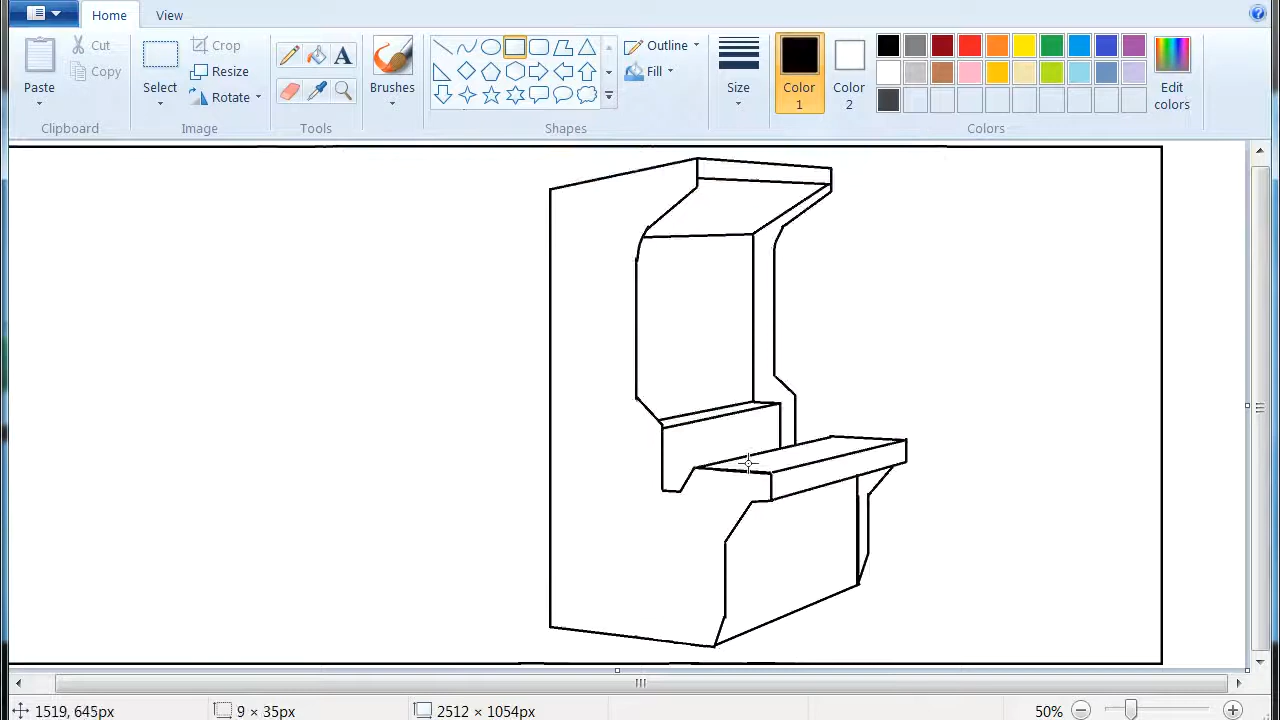 Home View
Paste
Cut
Copy
Clipboard
Select
Crop
Resize
Rotate
Image
A
Tools
Brushes
Outline
Fill
Shapes
Size
Color
1
Color
2
Edit
colors
Colors
?
1519, 645px
9 × 35px
2512 × 1054px
50%